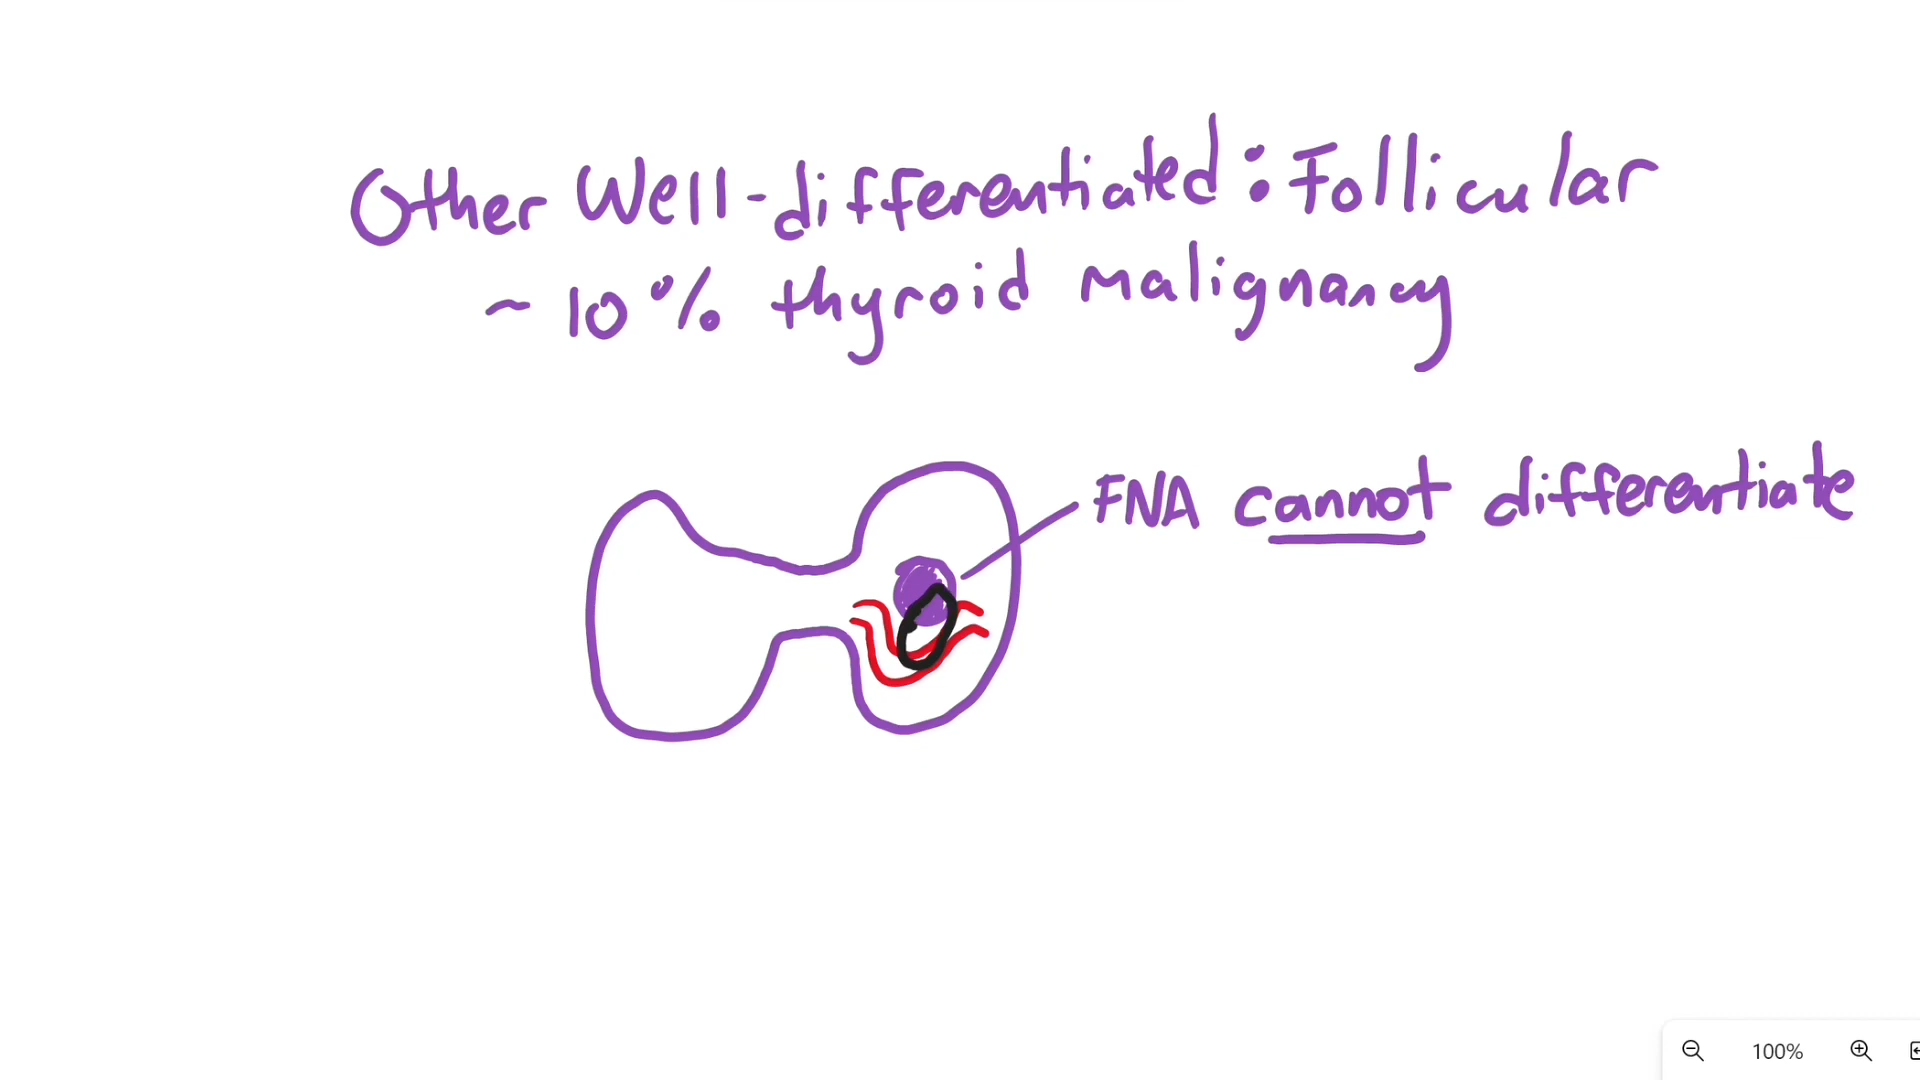 Other Well-differentiated: Follicular
~ 10% thyroid malignancy
FNA cannot differentiate
100%